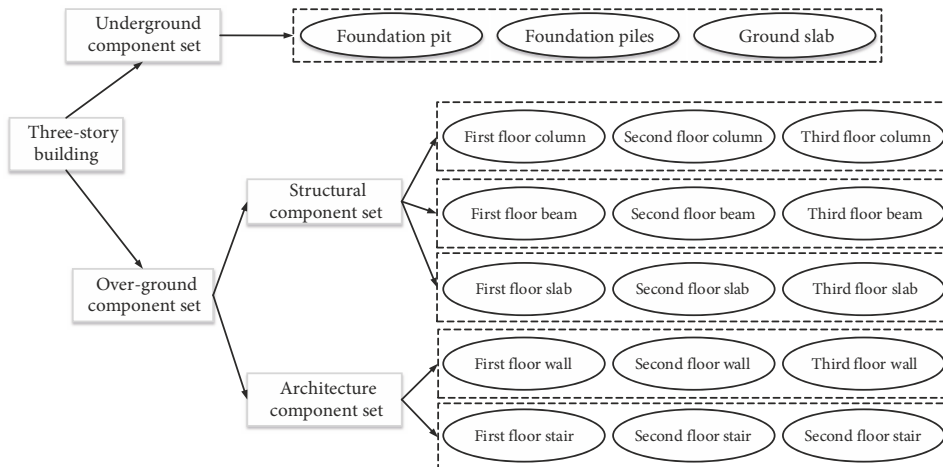 Underground
component set
Foundation pit
Foundation piles
Ground slab
Three-story
building
First floor column
Second floor column
Third floor column
Structural
component set
First floor beam
Second floor beam
Third floor beam
Over-ground
component set
First floor slab
Second floor slab
Third floor slab
First floor wall
Second floor wall
Third floor wall
Architecture
component set
First floor stair
Second floor stair
Second floor stair